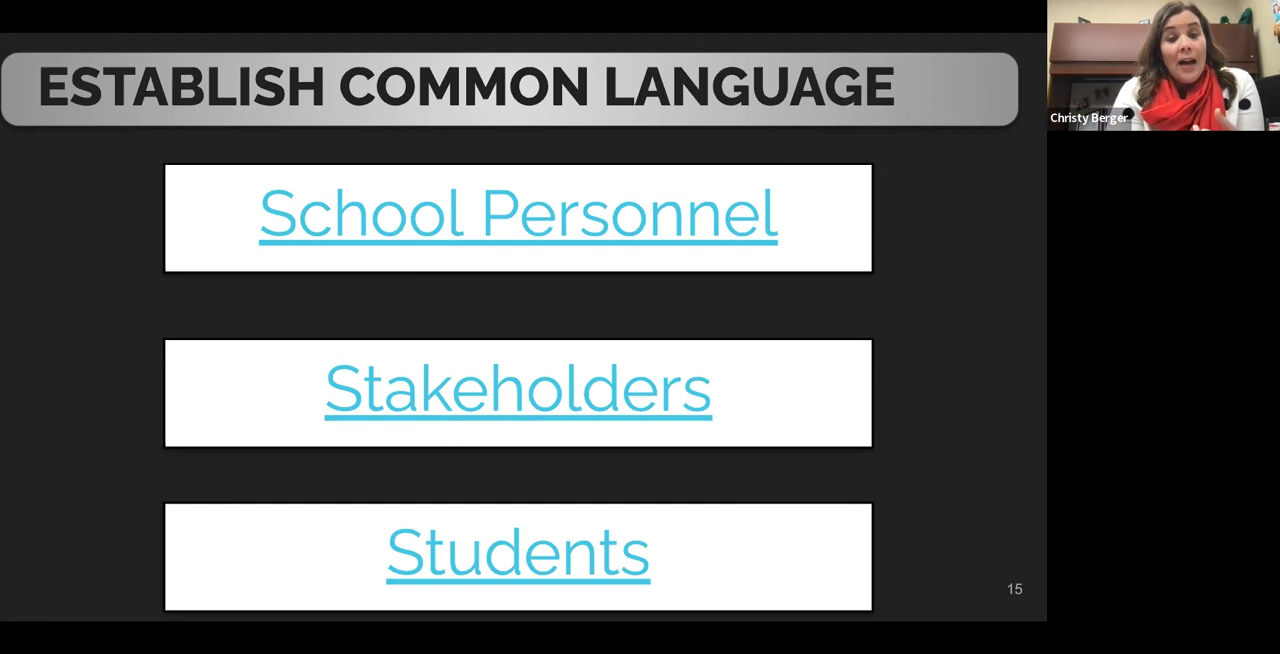 ESTABLISH COMMON LANGUAGE
Christy Berger
School Personnel
Stakeholders
Students
15